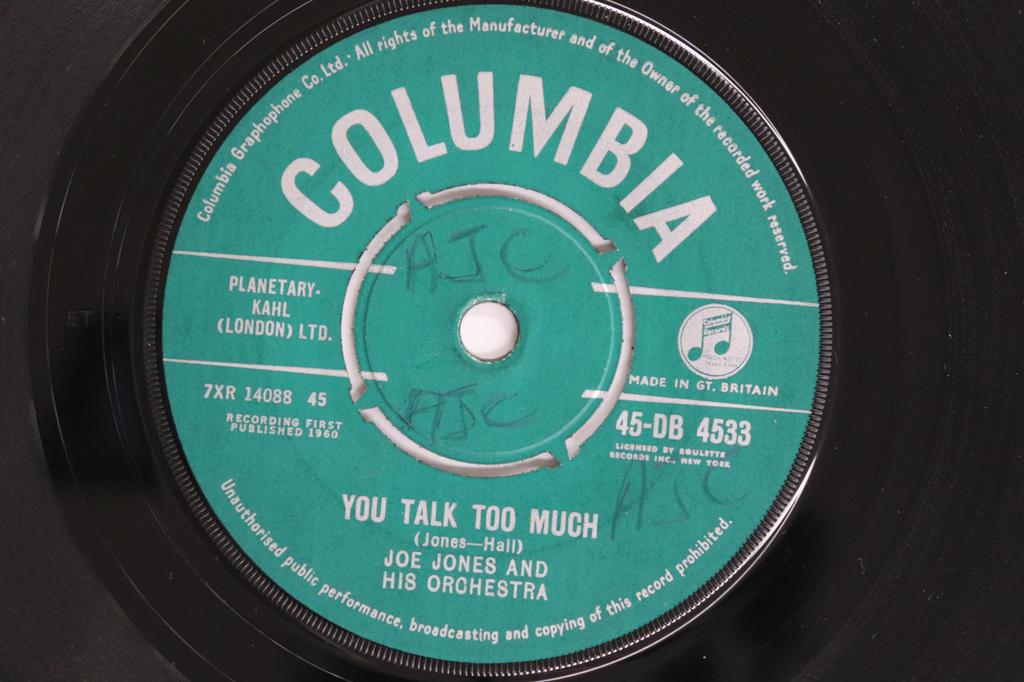 Columbia Graphophone Co. Ltd. · All rights of the Manufacturer and of the Owner of the recorded work reserved.
COLUMBIA
AJC
PLANETARY-
KAHL
(LONDON) LTD.
Columbia
Records
MADE IN GT. BRITAIN
7XR 14088 45
RECORDING FIRST
PUBLISHED 1960
AJC
45-DB 4533
LICENSED BY ROULETTE
RECORDS INC., NEW YORK
AJC
YOU TALK TOO MUCH
(Jones—Hall)
JOE JONES AND
HIS ORCHESTRA
Unauthorised public performance, broadcasting and copying of this record prohibited.
ET